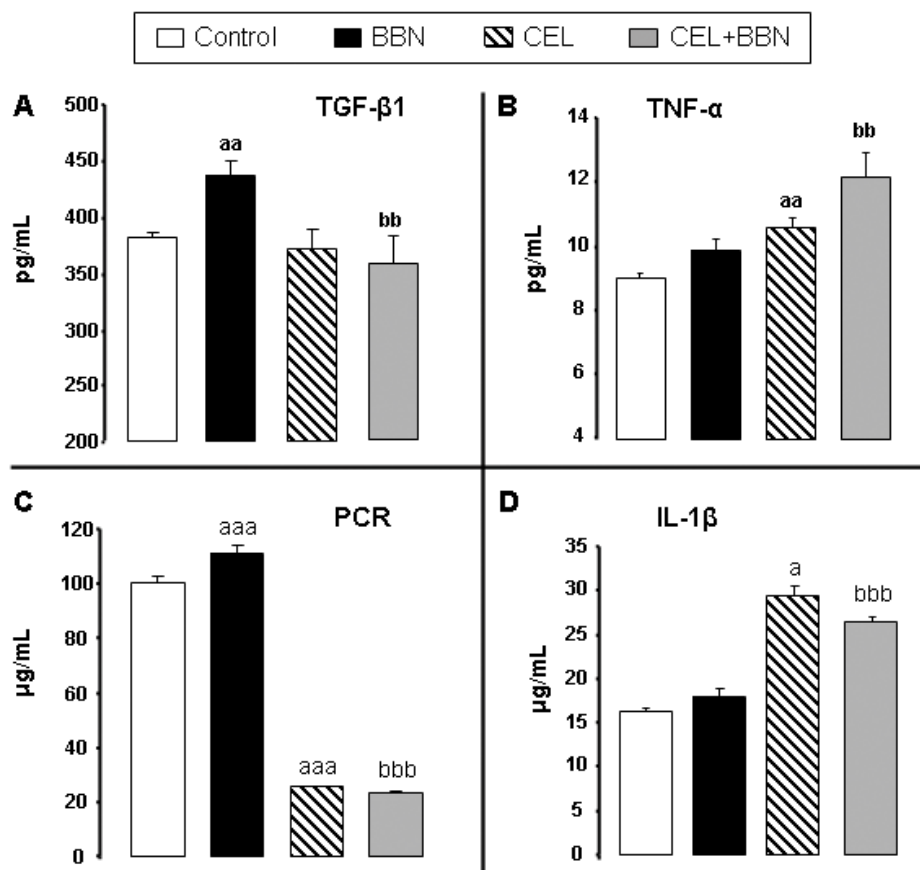 Control BBN CEL CEL+BBN
A TGF-β1
500
450
400
350
300
250
200
pg/mL
aa
bb
B TNF-α
14
12
10
8
6
4
pg/mL
aa
bb
C PCR
120
100
80
60
40
20
0
µg/mL
aaa
aaa
bbb
D IL-1β
35
30
25
20
15
10
5
0
µg/mL
a
bbb